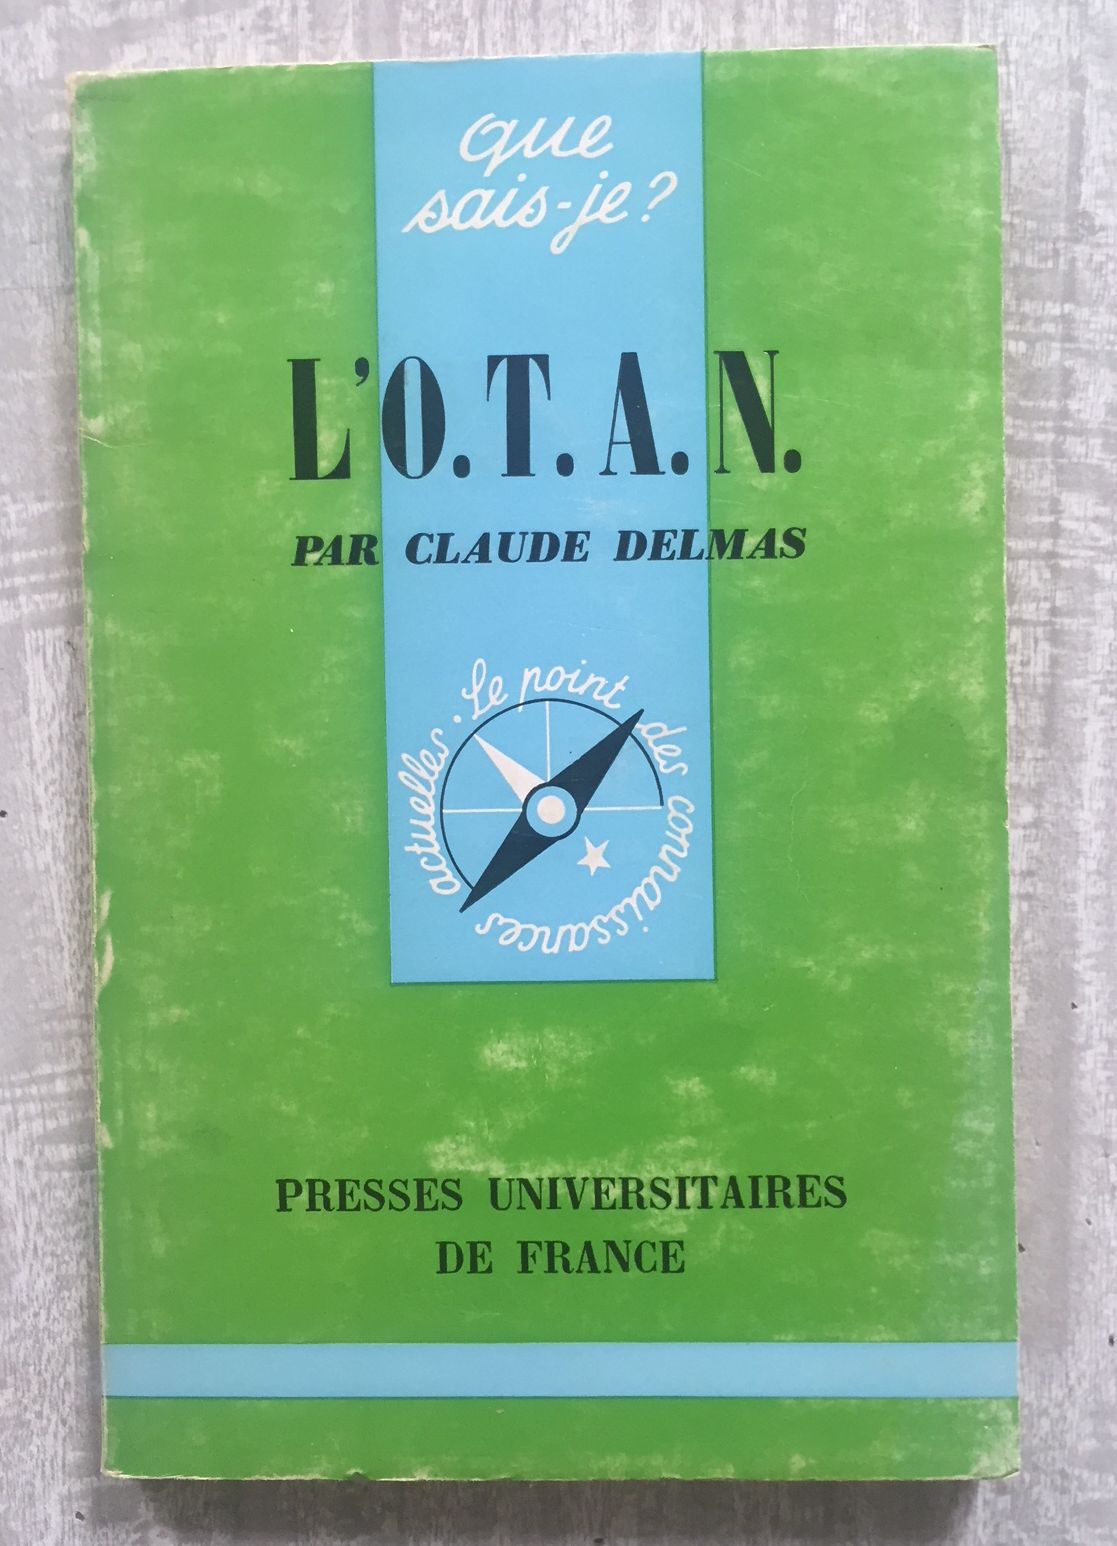 que
sais-je?
L'O.T.A.N.
PAR CLAUDE DELMAS
Le point des connaissances actuelles.
PRESSES UNIVERSITAIRES
DE FRANCE